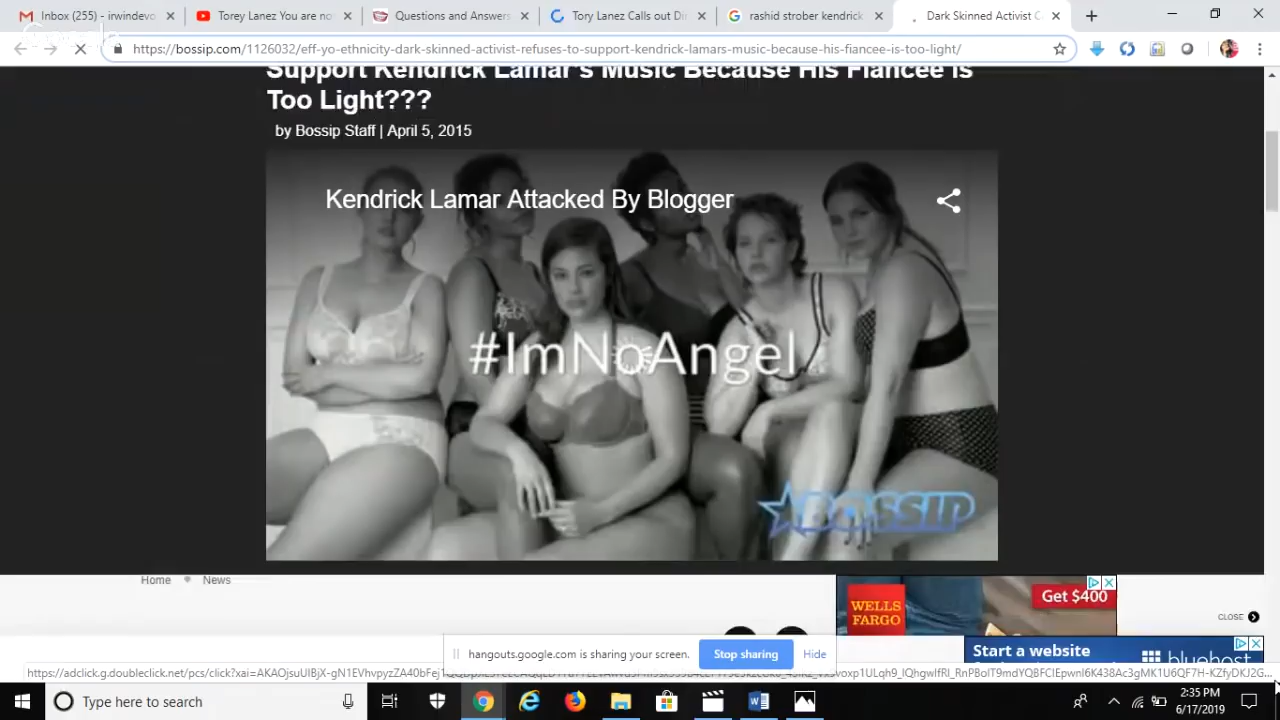 Inbox (255) - irwindevo
Torey Lanez You are no
Questions and Answers
Tory Lanez Calls out Di
rashid strober kendrick
Dark Skinned Activist C
https://bossip.com/1126032/eff-yo-ethnicity-dark-skinned-activist-refuses-to-support-kendrick-lamars-music-because-his-fiancee-is-too-light/
Support Kendrick Lamar's Music Because His Fiancee Is
Too Light???
by Bossip Staff | April 5, 2015
Kendrick Lamar Attacked By Blogger
#ImNoAngel
BOSSIP
Home
News
WELLS
FARGO
Get $400
CLOSE
hangouts.google.com is sharing your screen.
Stop sharing
Hide
Start a website
bluehost
Type here to search
2:35 PM
6/17/2019